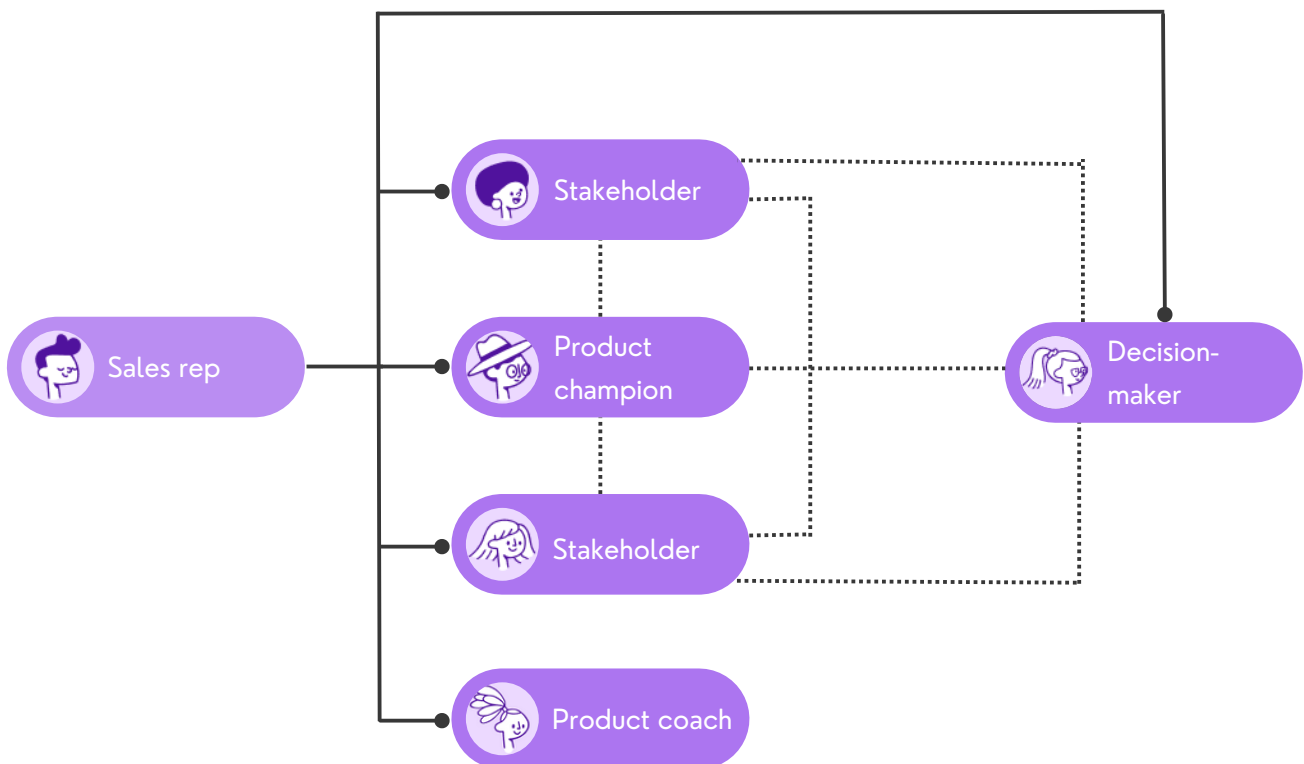 Stakeholder
Sales rep
Product
champion
Decision-
maker
Stakeholder
Product coach